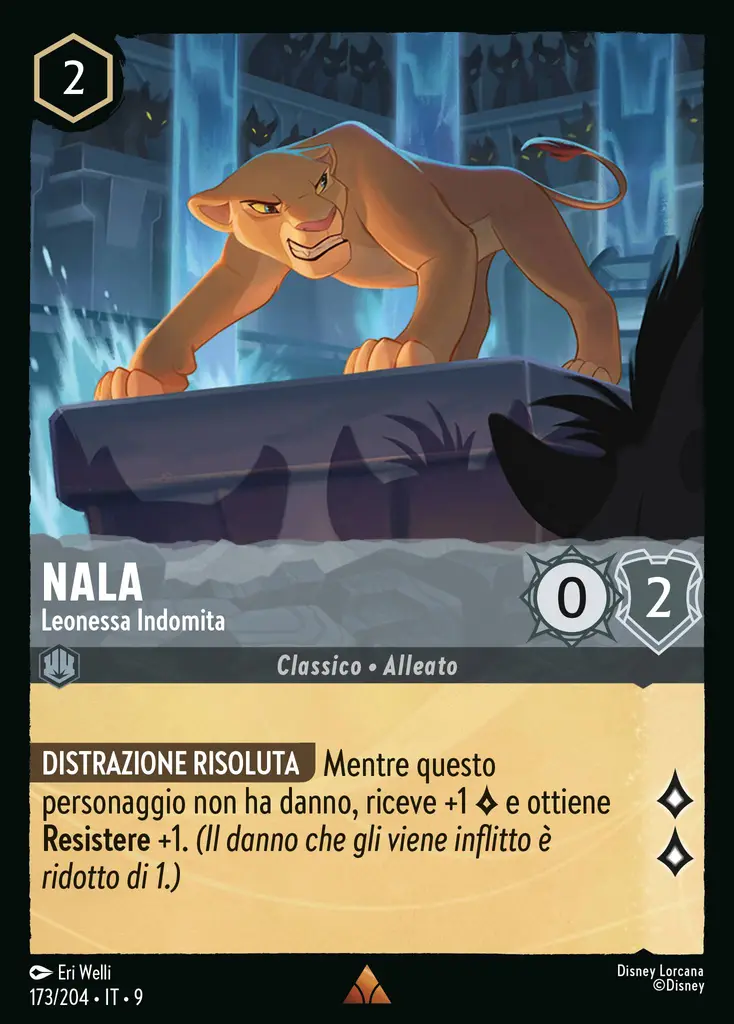 2
NALA
Leonessa Indomita
0
2
Classico • Alleato
DISTRAZIONE RISOLUTA Mentre questo
personaggio non ha danno, riceve +1 e ottiene
Resistere +1. (Il danno che gli viene inflitto è
ridotto di 1.)
Eri Welli
173/204 • IT • 9
Disney Lorcana
©Disney